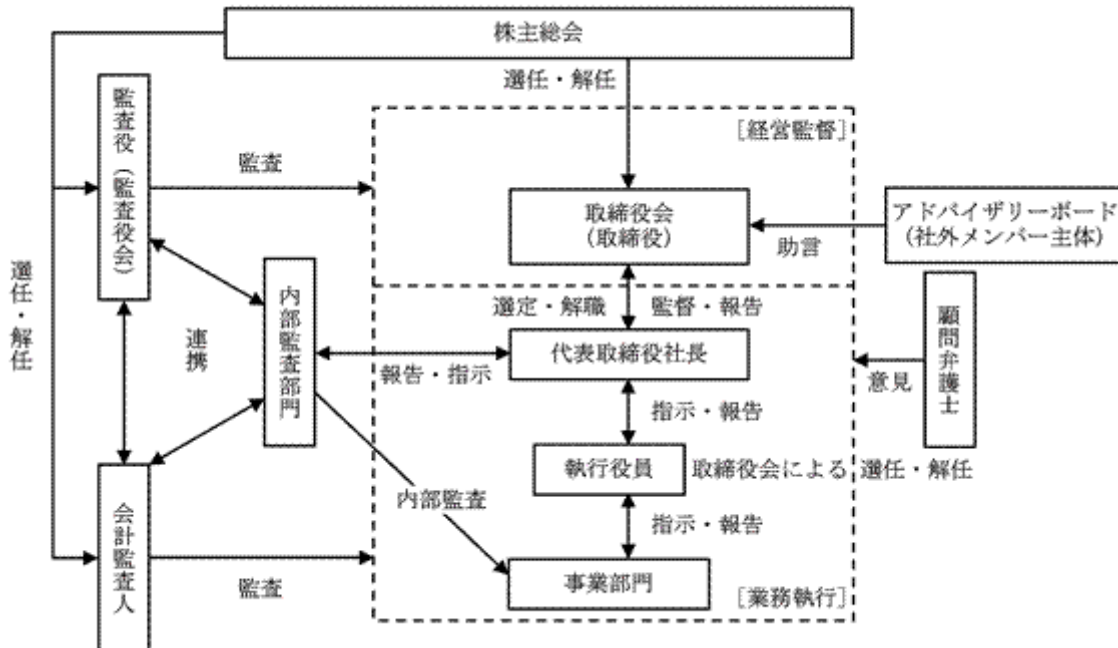 株主総会
選任・解任
[経営監督]
監査役（監査役会）
監査
取締役会
(取締役)
アドバイザリーボード
(社外メンバー主体)
助言
選任・解任
内部監査部門
選定・解職
監督・報告
顧問弁護士
連携
代表取締役社長
報告・指示
意見
指示・報告
執行役員
取締役会による 選任・解任
内部監査
指示・報告
会計監査人
監査
事業部門
[業務執行]